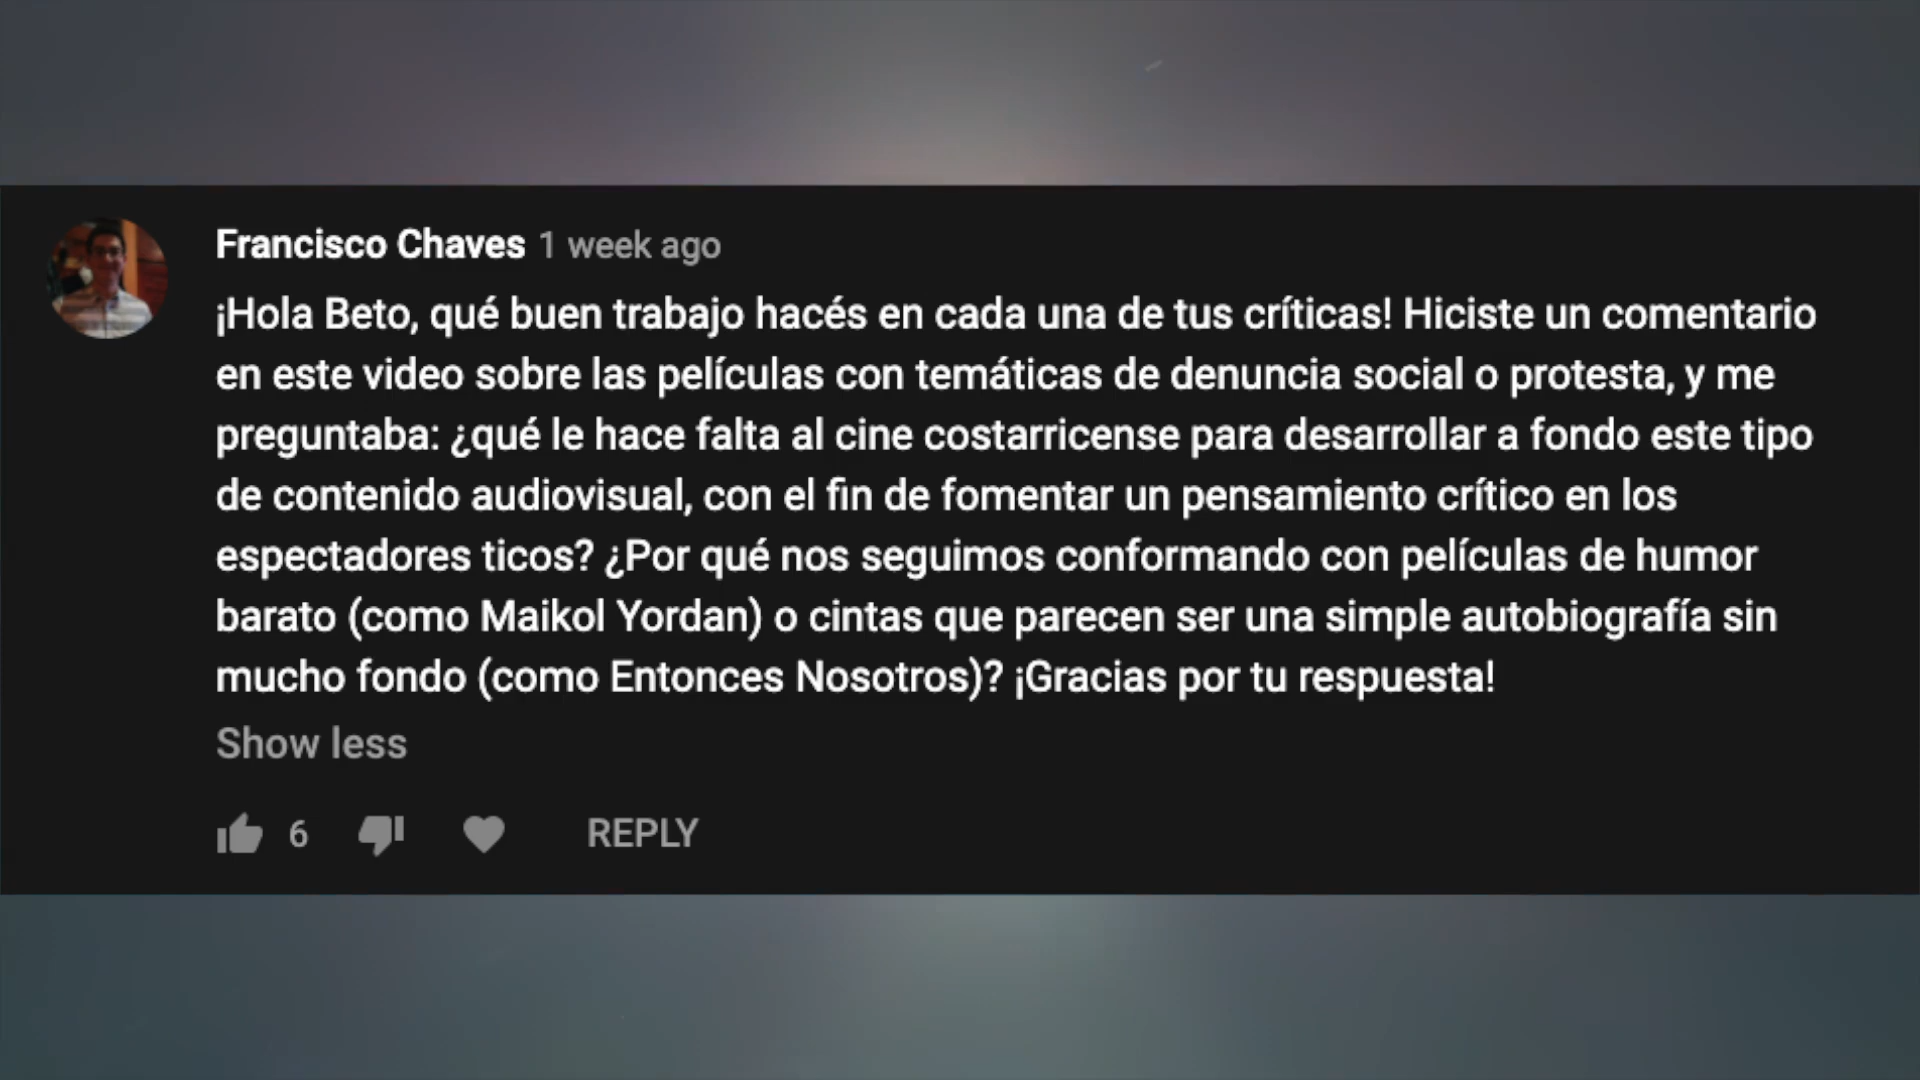 Francisco Chaves 1 week ago
¡Hola Beto, qué buen trabajo hacés en cada una de tus críticas! Hiciste un comentario
en este video sobre las películas con temáticas de denuncia social o protesta, y me
preguntaba: ¿qué le hace falta al cine costarricense para desarrollar a fondo este tipo
de contenido audiovisual, con el fin de fomentar un pensamiento crítico en los
espectadores ticos? ¿Por qué nos seguimos conformando con películas de humor
barato (como Maikol Yordan) o cintas que parecen ser una simple autobiografía sin
mucho fondo (como Entonces Nosotros)? ¡Gracias por tu respuesta!
Show less
6 REPLY